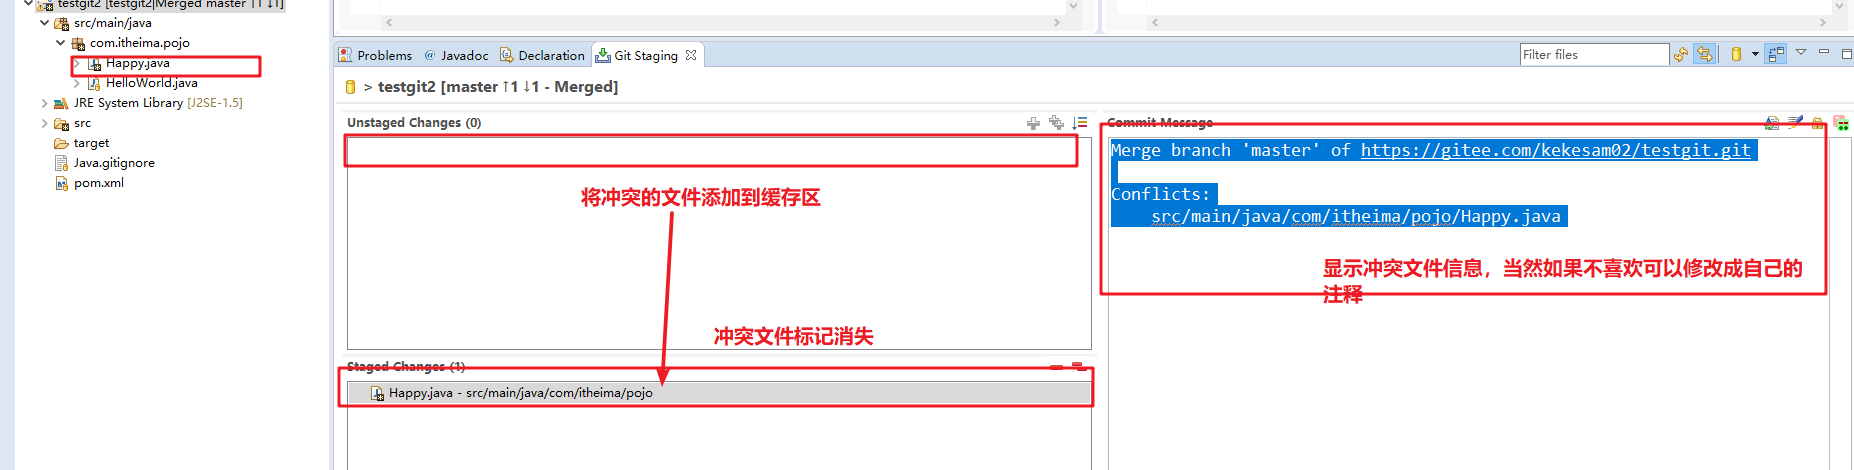 testgit2 [testgit2|Merged master ↑1 ↓1]
src/main/java
com.itheima.pojo
Happy.java
HelloWorld.java
JRE System Library [J2SE-1.5]
src
target
Java.gitignore
pom.xml
Problems @ Javadoc Declaration Git Staging
Filter files
> testgit2 [master ↑1 ↓1 - Merged]
Unstaged Changes (0)
将冲突的文件添加到缓存区
冲突文件标记消失
Staged Changes (1)
Happy.java - src/main/java/com/itheima/pojo
Commit Message
Merge branch 'master' of https://gitee.com/kekesam02/testgit.git
Conflicts:
src/main/java/com/itheima/pojo/Happy.java
显示冲突文件信息，当然如果不喜欢可以修改成自己的
注释